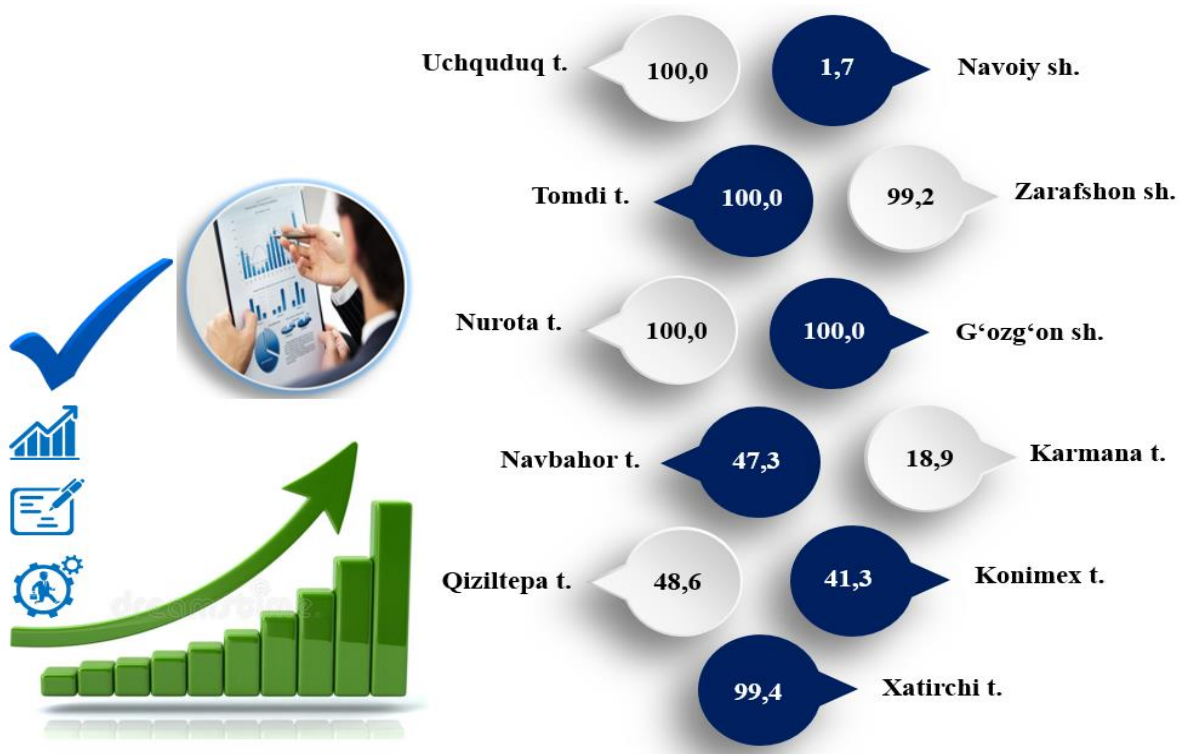 Uchquduq t. 100,0 1,7 Navoiy sh.
Tomdi t. 100,0 99,2 Zarafshon sh.
Nurota t. 100,0 100,0 G‘ozg‘on sh.
Navbahor t. 47,3 18,9 Karmana t.
Qiziltepa t. 48,6 41,3 Konimex t.
99,4 Xatirchi t.
dreamstime